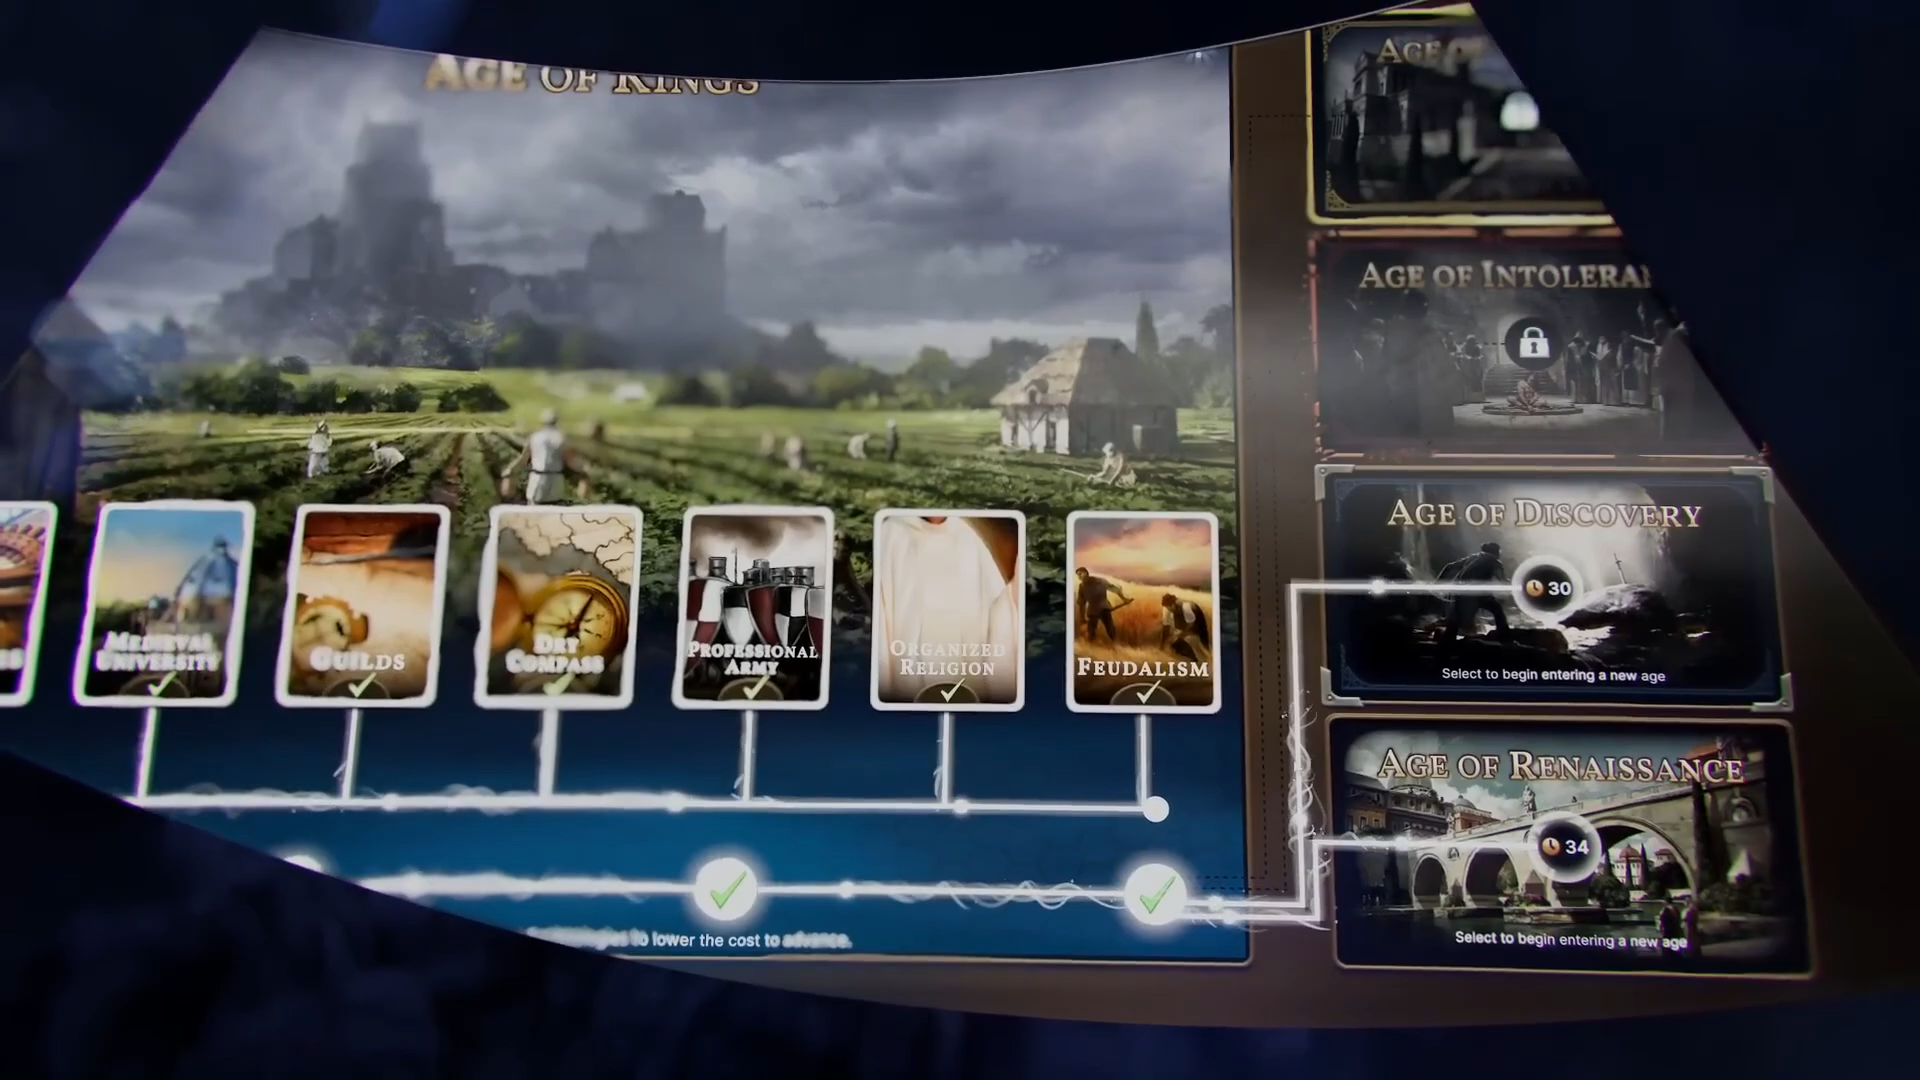 AGE OF KINGS
MEDIEVAL
UNIVERSITY
GUILDS
DRY
COMPASS
PROFESSIONAL
ARMY
ORGANIZED
RELIGION
FEUDALISM
to lower the cost to advance.
AGE OF
AGE OF
AGE OF DISCOVERY
30
Select to begin entering a new age
AGE OF RENAISSANCE
34
Select to begin entering a new age